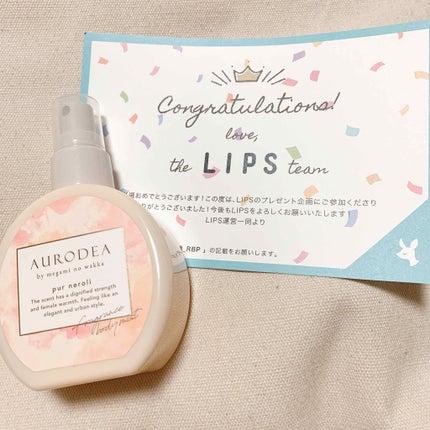 Congratulations!
love,
the LIPS team
おめでとうございます！この度は、LIPSのプレゼント企画にご参加くださり
りがとうございました！今後もLIPSをよろしくお願いいたします！
LIPS運営一同より
RBP 」の記載をお願いします。
AURODEA
by megami no wakka
pur neroli
The scent has a dignified strength
and female warmth. Feeling like an
elegant and urban style.
fragrance
body mist